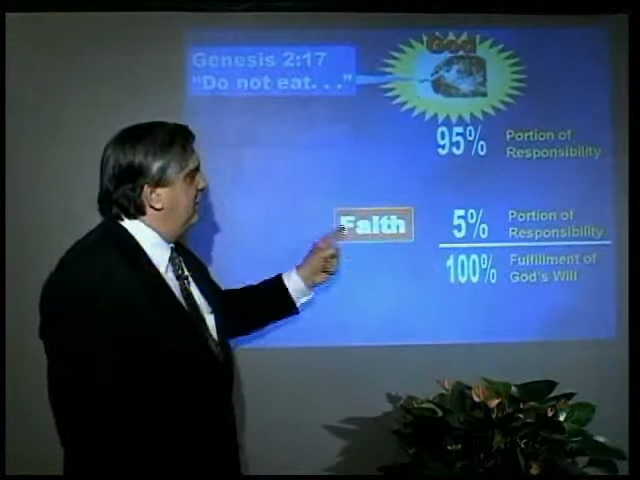 God
Genesis 2:17
"Do not eat. . ."
95%
Portion of
Responsibility
Faith
5%
Portion of
Responsibility
100%
Fulfillment of
God's Will